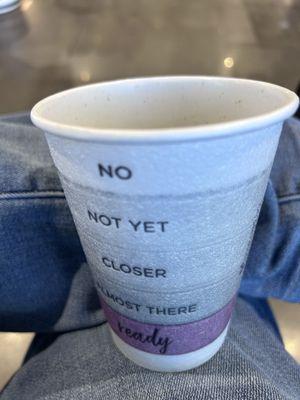 NO
NOT YET
CLOSER
ALMOST THERE
ready